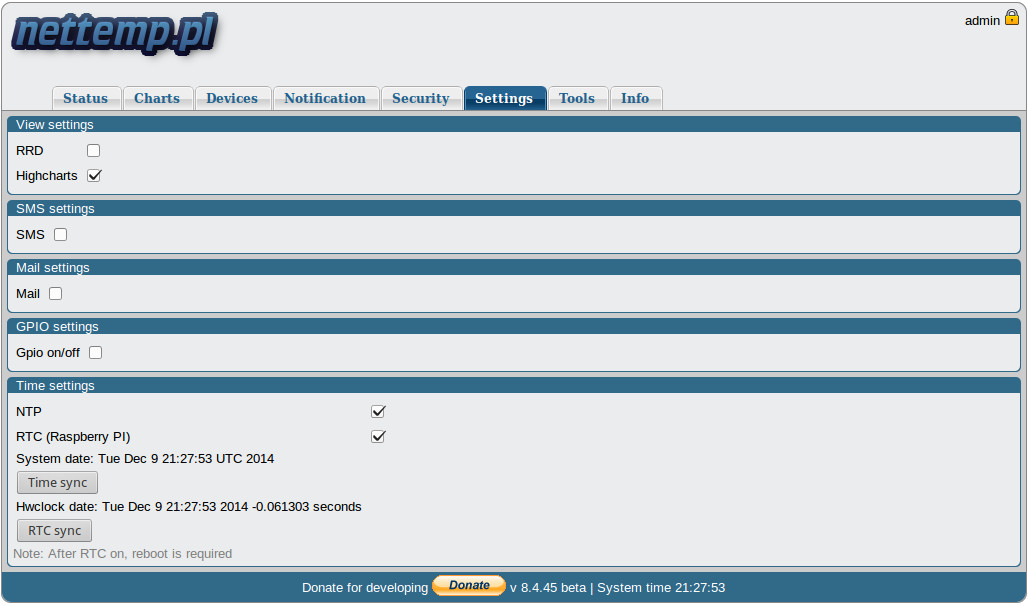 nettemp.pl
admin
Status Charts Devices Notification Security Settings Tools Info
View settings
RRD
Highcharts
SMS settings
SMS
Mail settings
Mail
GPIO settings
Gpio on/off
Time settings
NTP
RTC (Raspberry PI)
System date: Tue Dec 9 21:27:53 UTC 2014
Time sync
Hwclock date: Tue Dec 9 21:27:53 2014 -0.061303 seconds
RTC sync
Note: After RTC on, reboot is required
Donate for developing Donate v 8.4.45 beta | System time 21:27:53